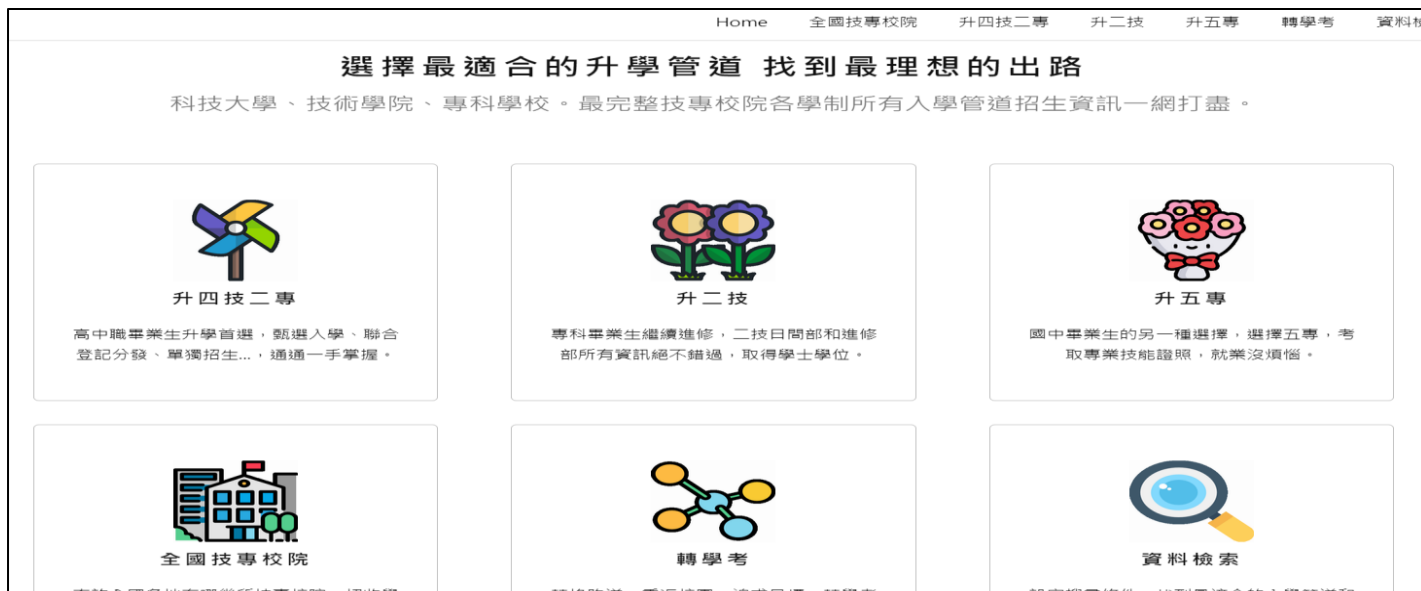 Home 全國技專校院 升四技二專 升二技 升五專 轉學考 資料檢
選擇最適合的升學管道 找到最理想的出路
科技大學、技術學院、專科學校。最完整技專校院各學制所有入學管道招生資訊一網打盡。
升四技二專
高中職畢業生升學首選，甄選入學、聯合
登記分發、單獨招生...，通通一手掌握。
升二技
專科畢業生繼續進修，二技日間部和進修
部所有資訊絕不錯過，取得學士學位。
升五專
國中畢業生的另一種選擇，選擇五專，考
取專業技能證照，就業沒煩惱。
全國技專校院
轉學考
資料檢索